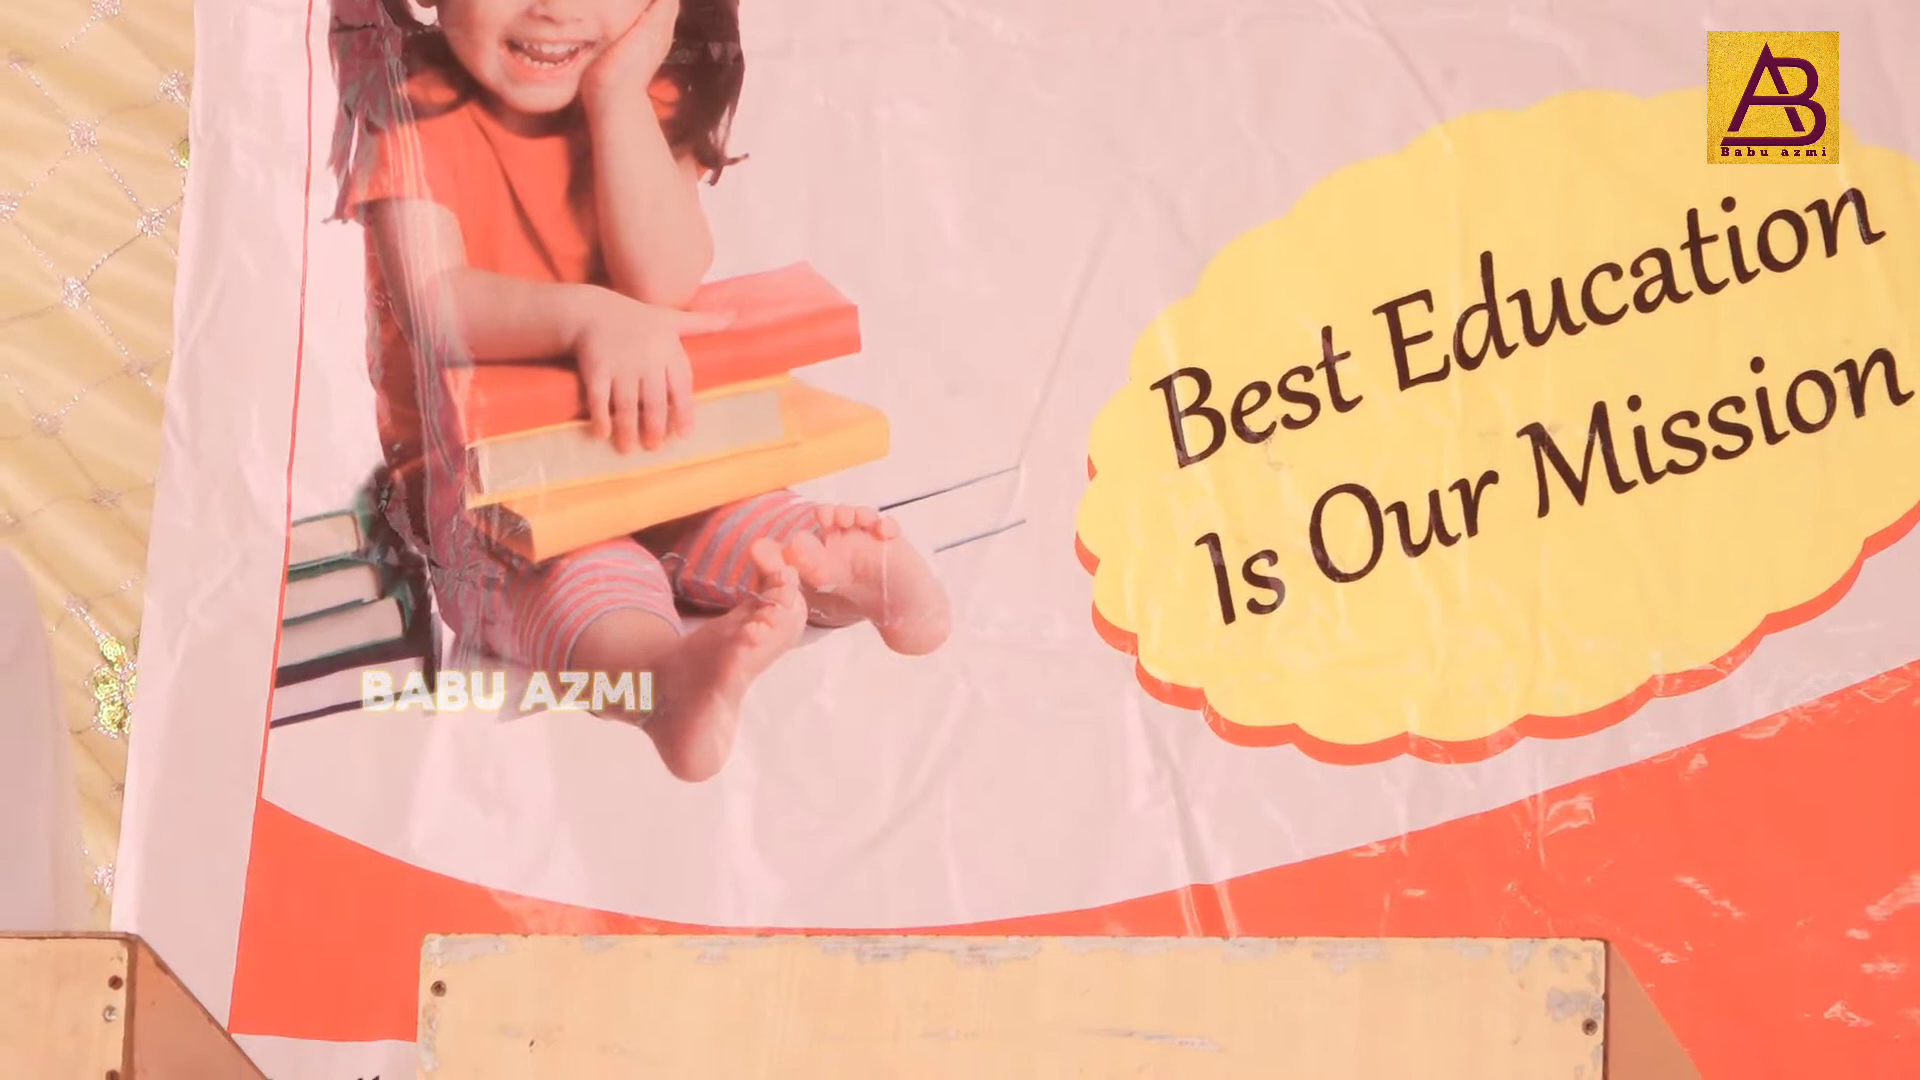 AB
Babu azmi
Best Education
Is Our Mission
BABU AZMI